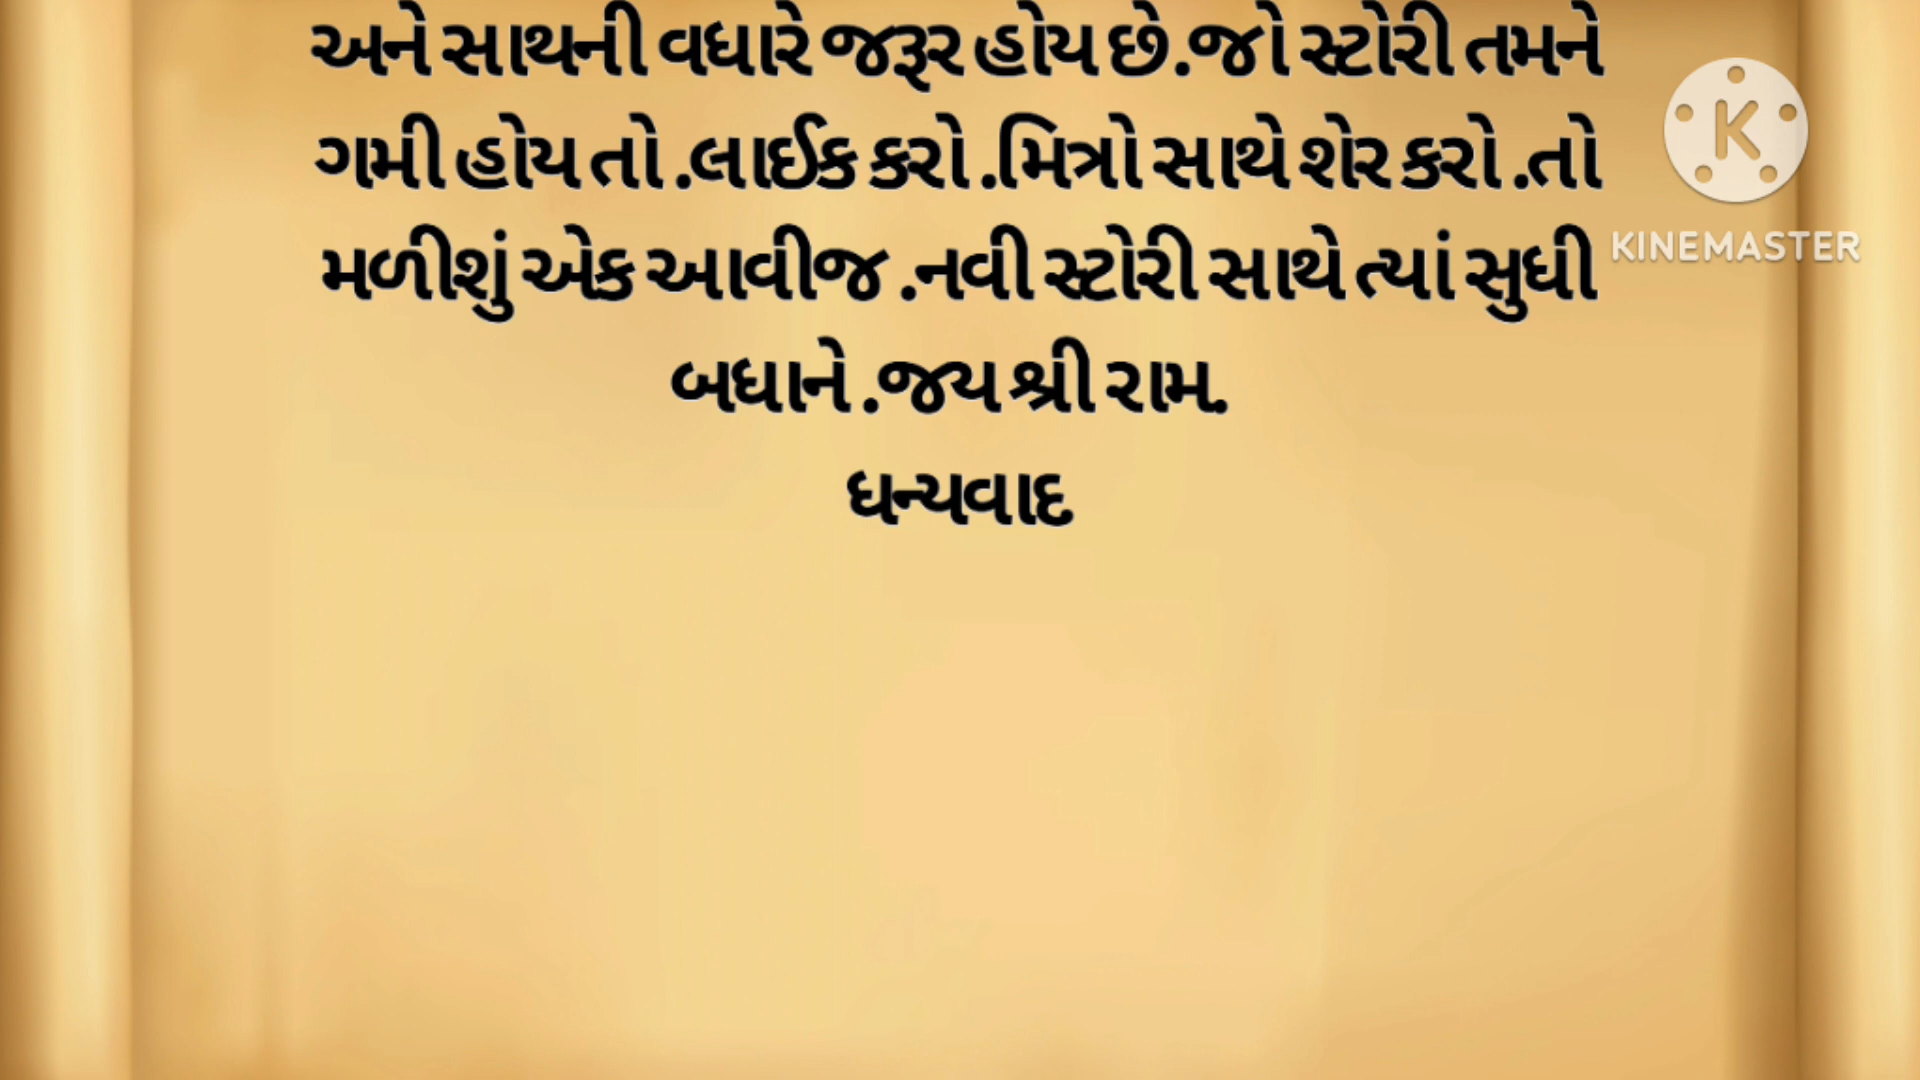 અને સાથની વધારે જરૂર હોય છે.જો સ્ટોરી તમને
ગમી હોય તો .લાઈક કરો .મિત્રો સાથે શેર કરો .તો
મળીશું એક આવીજ .નવી સ્ટોરી સાથે ત્યાં સુધી
બધાને .જય શ્રી રામ.
ધન્યવાદ
K
KINEMASTER